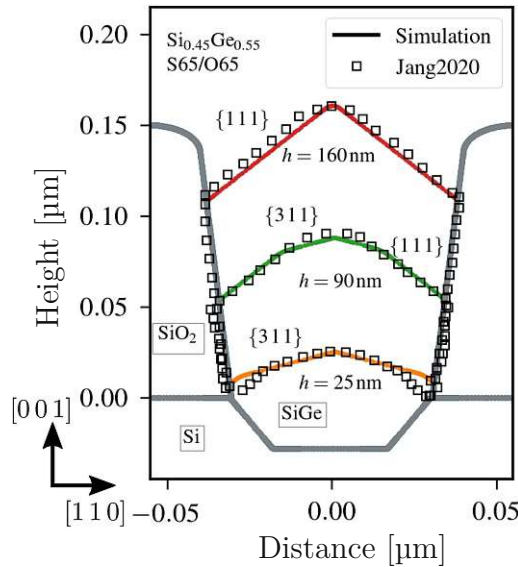 0.20
Si0.45Ge0.55
S65/O65
Simulation
Jang2020
{111}
0.15
h = 160 nm
Height [µm]
0.10
{311}
{111}
h = 90 nm
0.05
SiO2
{311}
h = 25 nm
0.00
SiGe
[001]
Si
[110]
−0.05
0.00
0.05
Distance [µm]